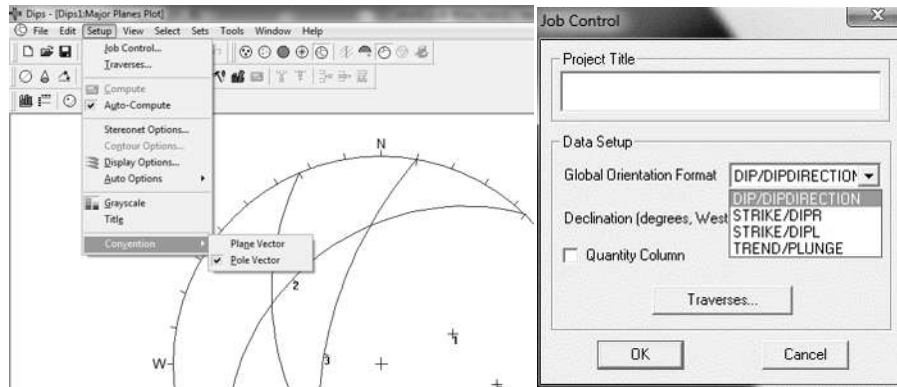 Dips - [Dips1:Major Planes Plot]
File Edit Setup View Select Sets Tools Window Help
Job Control...
Traverses...
Compute
Auto-Compute
Stereonet Options...
Contour Options...
Display Options...
Auto Options
Grayscale
Title
Convention
Plane Vector
Pole Vector
N
W
2
3
1
Job Control
Project Title
Data Setup
Global Orientation Format
DIP/DIPDIRECTION
DIP/DIPDIRECTION
STRIKE/DIPR
STRIKE/DIPL
TREND/PLUNGE
Declination (degrees, West
Quantity Column
Traverses...
OK
Cancel